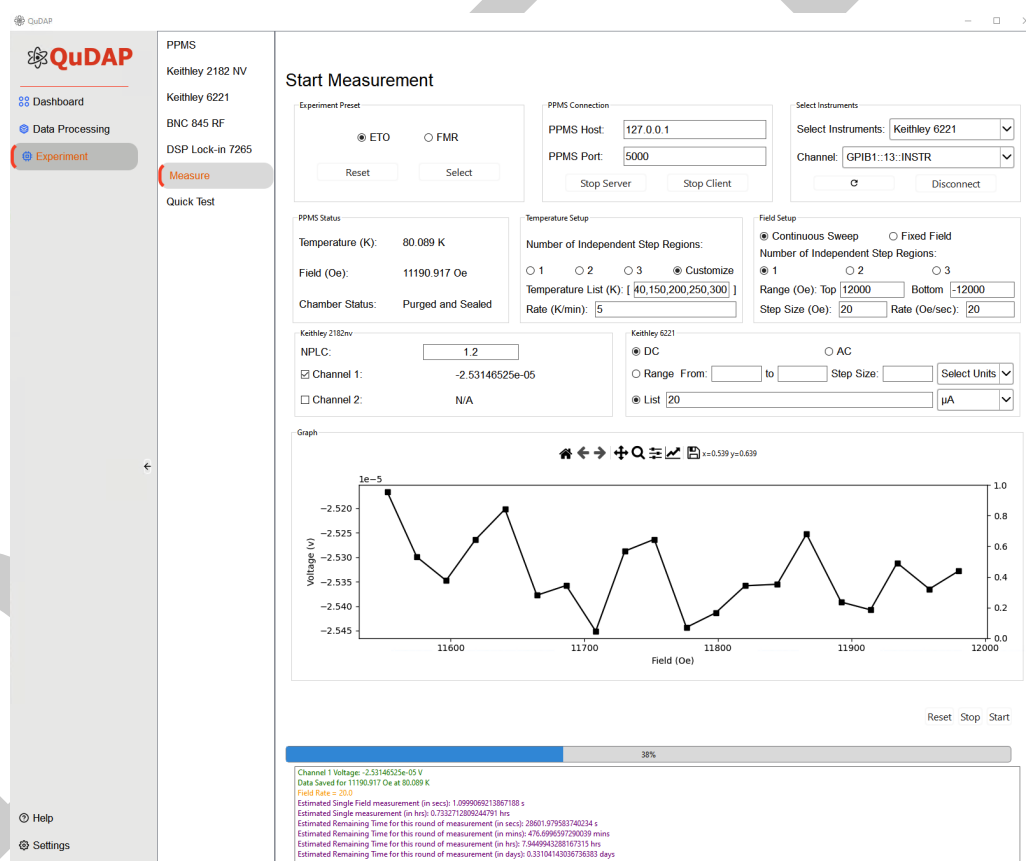 QuDAP
QuDAP
Dashboard
Data Processing
Experiment
Help
Settings
PPMS
Keithley 2182 NV
Keithley 6221
BNC 845 RF
DSP Lock-in 7265
Measure
Quick Test
Start Measurement
Experiment Preset
ETO FMR
Reset Select
PPMS Connection
PPMS Host: 127.0.0.1
PPMS Port: 5000
Stop Server Stop Client
Select Instruments
Select Instruments: Keithley 6221
Channel: GPIB1::13::INSTR
Disconnect
PPMS Status
Temperature (K): 80.089 K
Field (Oe): 11190.917 Oe
Chamber Status: Purged and Sealed
Temperature Setup
Number of Independent Step Regions:
1 2 3 Customize
Temperature List (K): [ 40,150,200,250,300 ]
Rate (K/min): 5
Field Setup
Continuous Sweep Fixed Field
Number of Independent Step Regions:
1 2 3
Range (Oe): Top 12000 Bottom -12000
Step Size (Oe): 20 Rate (Oe/sec): 20
Keithley 2182nv
NPLC: 1.2
Channel 1: -2.53146525e-05
Channel 2: N/A
Keithley 6221
DC AC
Range From: to Step Size: Select Units
List 20 µA
Graph
x=0.539 y=0.639
1e−5
−2.520
−2.525
−2.530
−2.535
−2.540
−2.545
Voltage (v)
1.0
0.8
0.6
0.4
0.2
0.0
11600 11700 11800 11900 12000
Field (Oe)
Reset Stop Start
38%
Channel 1 Voltage: -2.53146525e-05 V
Data Saved for 11190.917 Oe at 80.089 K
Field Rate = 20.0
Estimated Single Field measurement (in secs): 1.0999069213867188 s
Estimated Single measurement (in hrs): 0.7332712809244791 hrs
Estimated Remaining Time for this round of measurement (in secs): 28601.979583740234 s
Estimated Remaining Time for this round of measurement (in mins): 476.6996597290039 mins
Estimated Remaining Time for this round of measurement (in hrs): 7.9449943288167315 hrs
Estimated Remaining Time for this round of measurement (in days): 0.33104143036736383 days